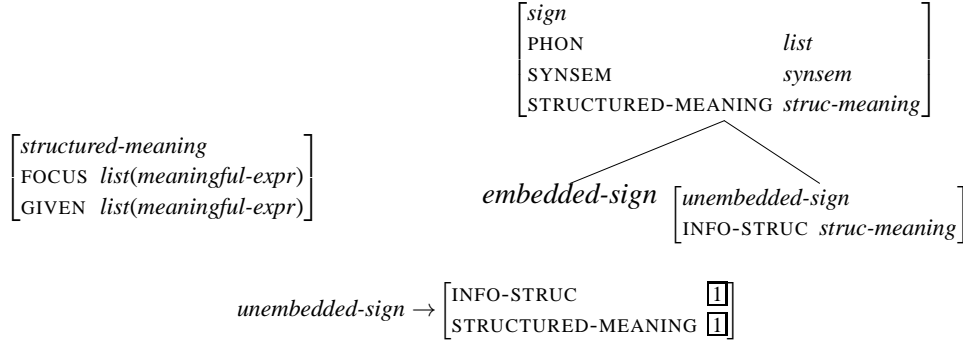 sign
PHON list
SYNSEM synsem
STRUCTURED-MEANING struc-meaning
structured-meaning
FOCUS list(meaningful-expr)
GIVEN list(meaningful-expr)
embedded-sign
unembedded-sign
INFO-STRUC struc-meaning
unembedded-sign → INFO-STRUC 1
STRUCTURED-MEANING 1